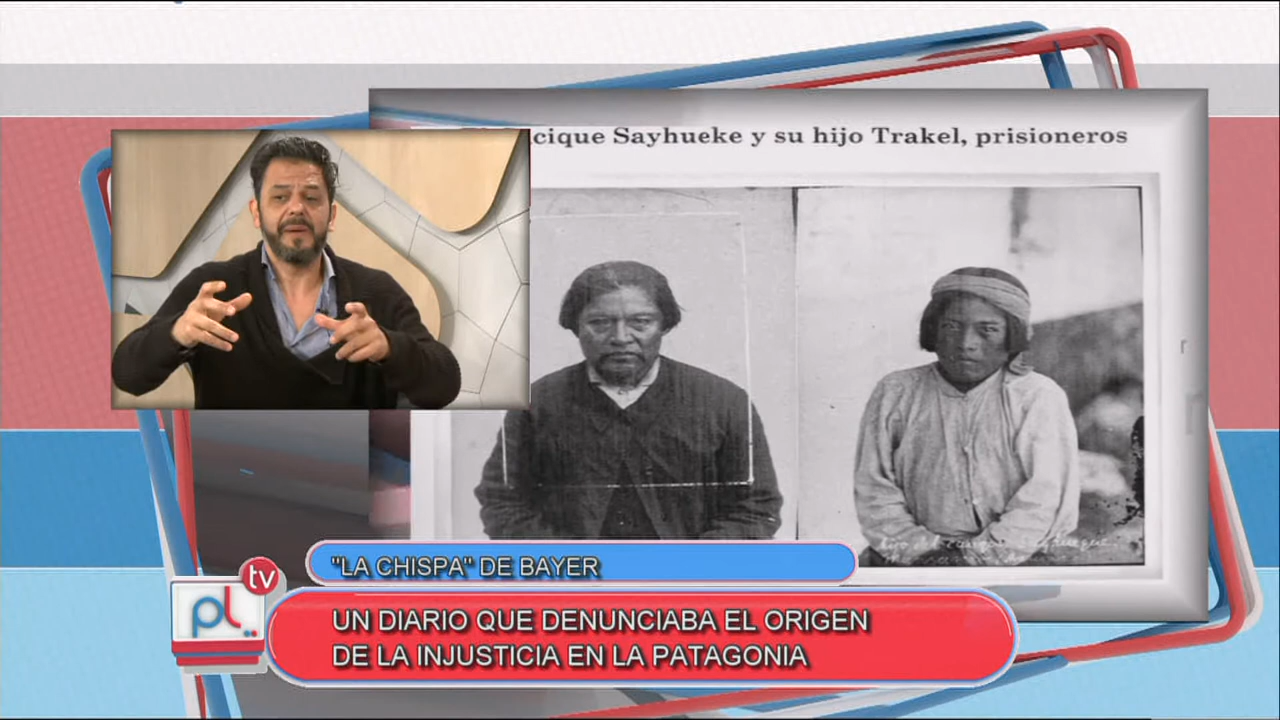 cique Sayhueke y su hijo Trakel, prisioneros
"LA CHISPA" DE BAYER
UN DIARIO QUE DENUNCIABA EL ORIGEN
DE LA INJUSTICIA EN LA PATAGONIA
pl..
tv